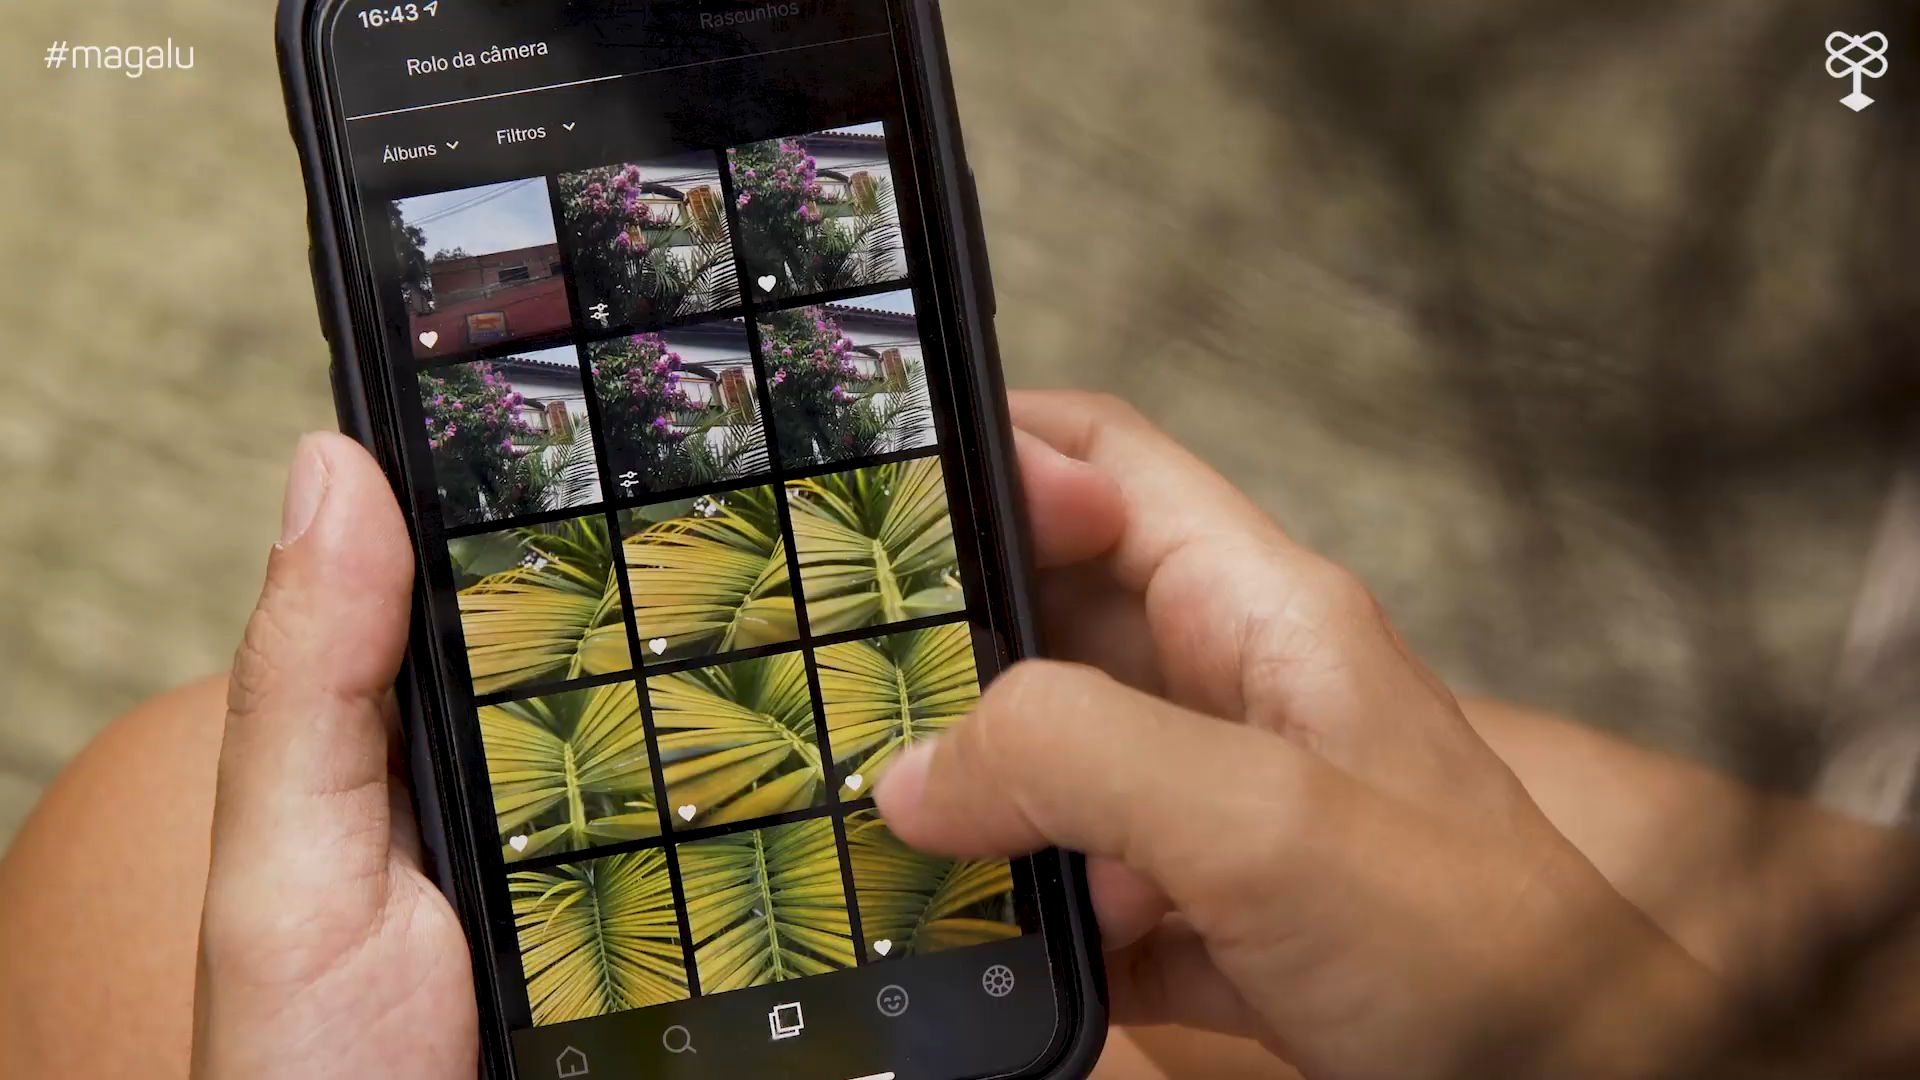 #magalu
16:43
Rascunhos
Rolo da câmera
Álbuns
Filtros